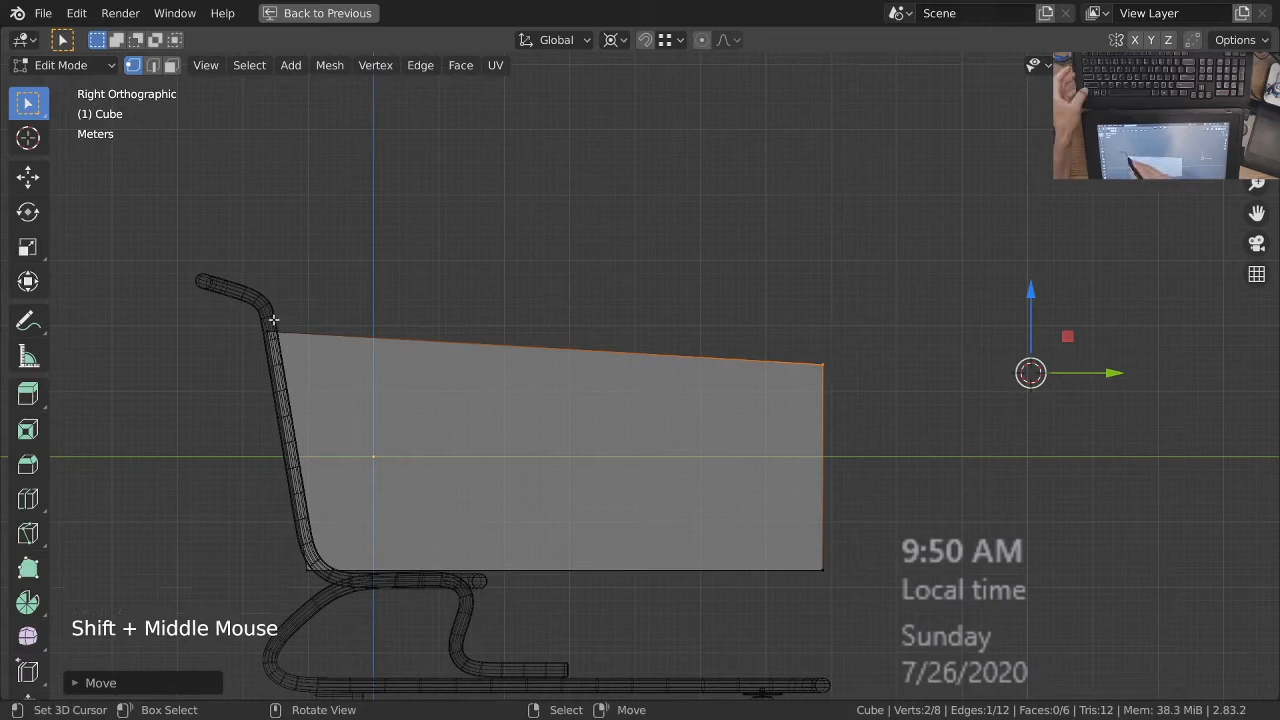 File Edit Render Window Help Back to Previous Scene View Layer
Global X Y Z Options
Edit Mode View Select Add Mesh Vertex Edge Face UV
Right Orthographic
(1) Cube
Meters
9:50 AM
Local time
Shift + Middle Mouse
Sunday
7/26/2020
Move
Set 3D Cursor Box Select Rotate View Select Move Cube | Verts:2/8 | Edges:1/12 | Faces:0/6 | Tris:12 | Mem: 38.3 MiB | 2.83.2